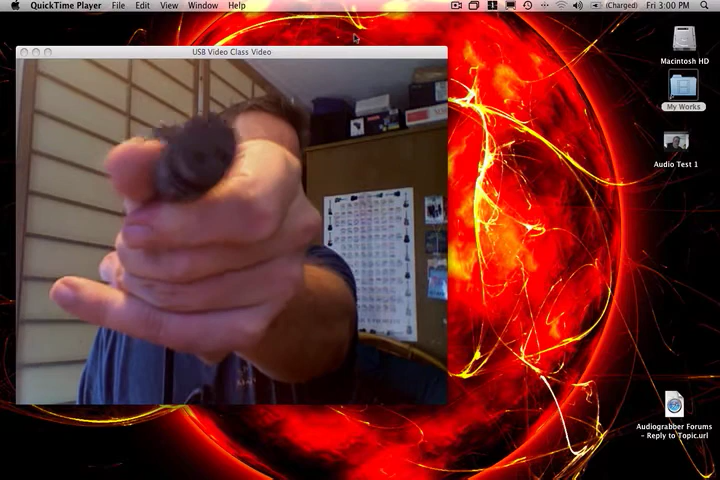 QuickTime Player File Edit View Window Help (Charged) Fri 3:00 PM
USB Video Class Video
Macintosh HD
My Works
Audio Test 1
Audiograbber Forums
– Reply to Topic.url